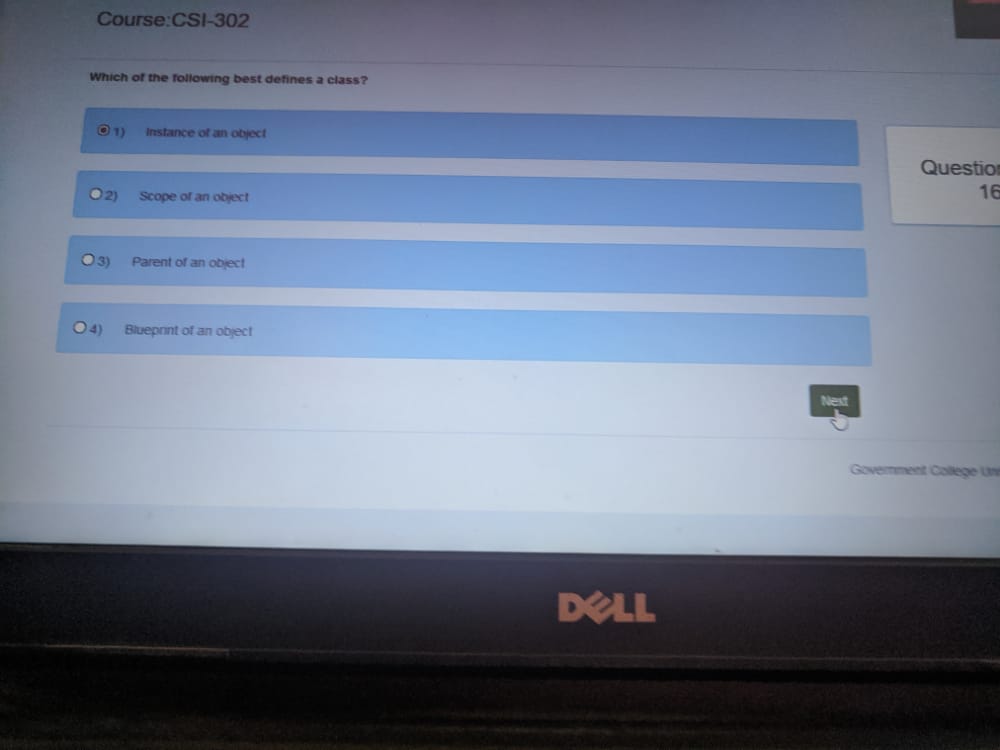 Course:CSI-302
Which of the following best defines a class?
1) Instance of an object
2) Scope of an object
3) Parent of an object
4) Blueprint of an object
Question
16
Next
Government College
DELL